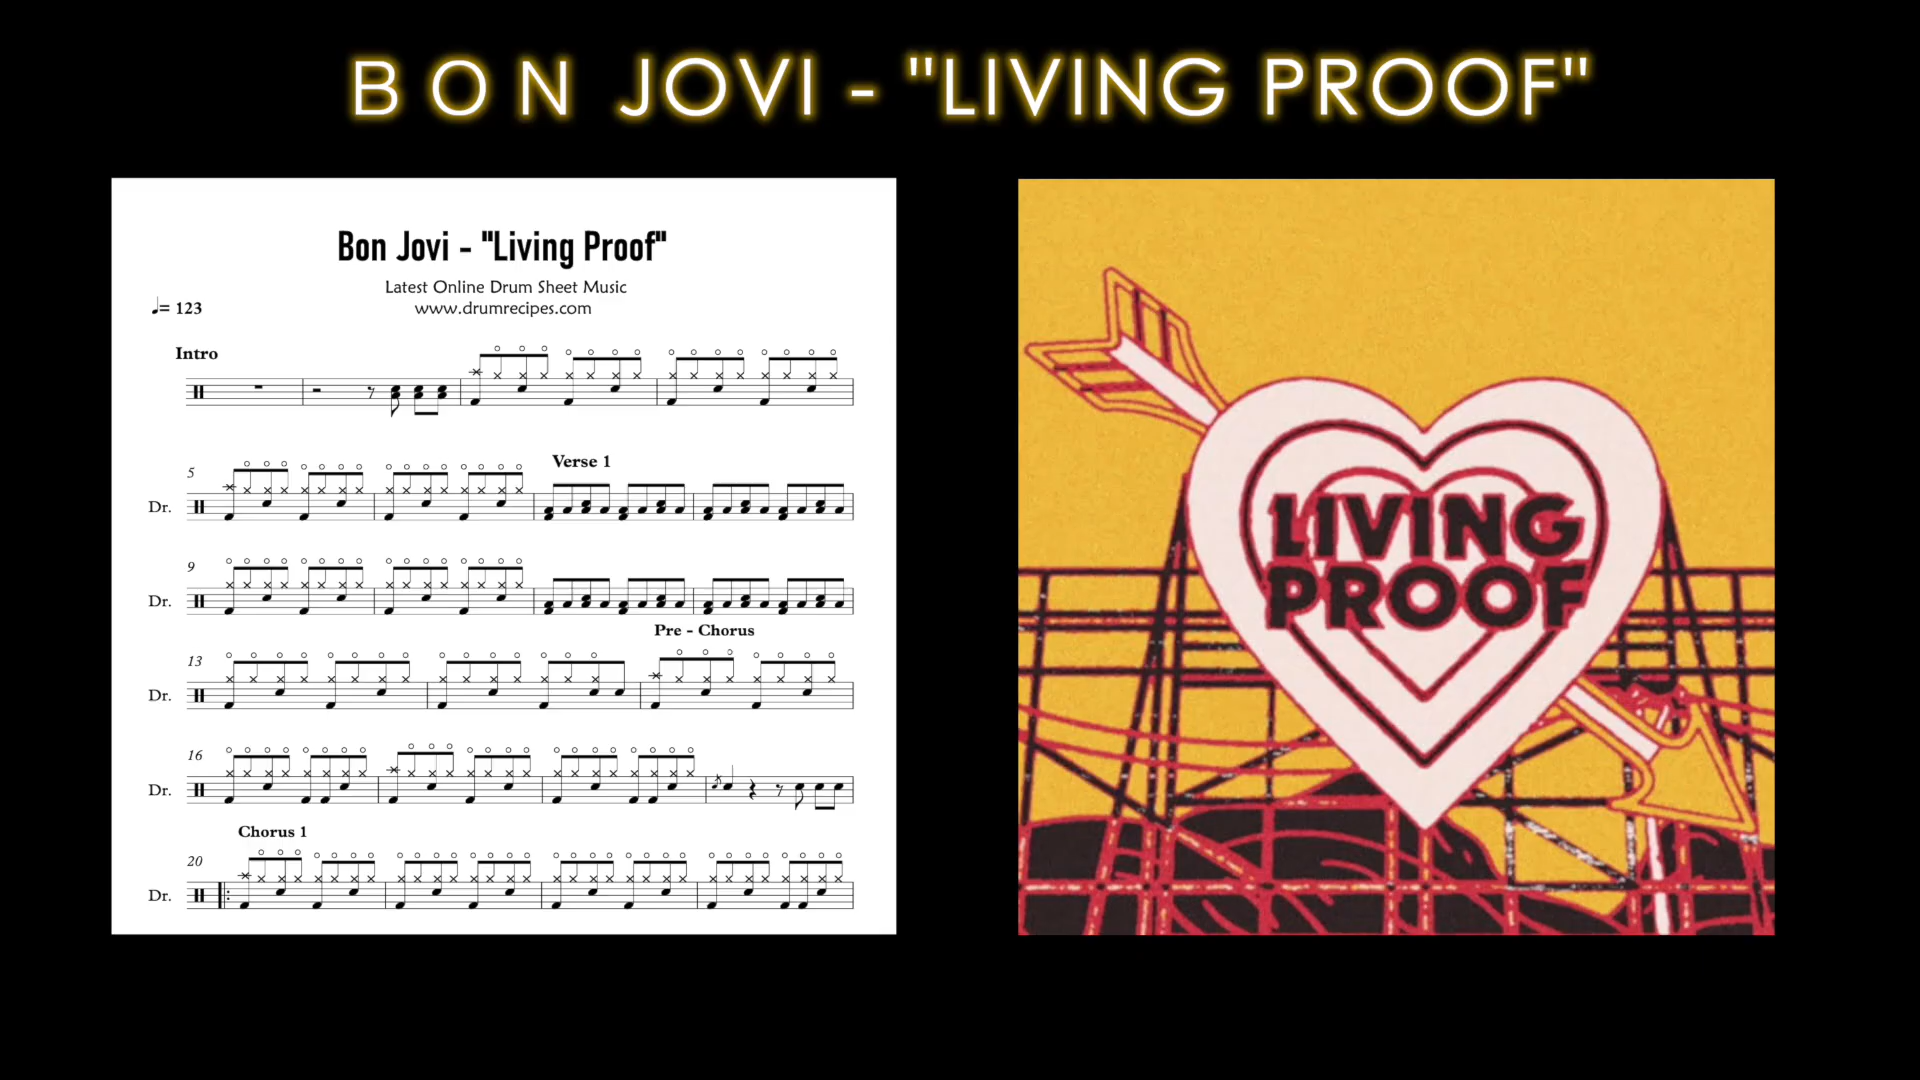 B O N JOVI - "LIVING PROOF"
Bon Jovi - "Living Proof"
Latest Online Drum Sheet Music
www.drumrecipes.com
♩= 123
Intro
5
Verse 1
Dr.
9
Dr.
Pre - Chorus
13
Dr.
16
Dr.
Chorus 1
20
Dr.
LIVING
PROOF